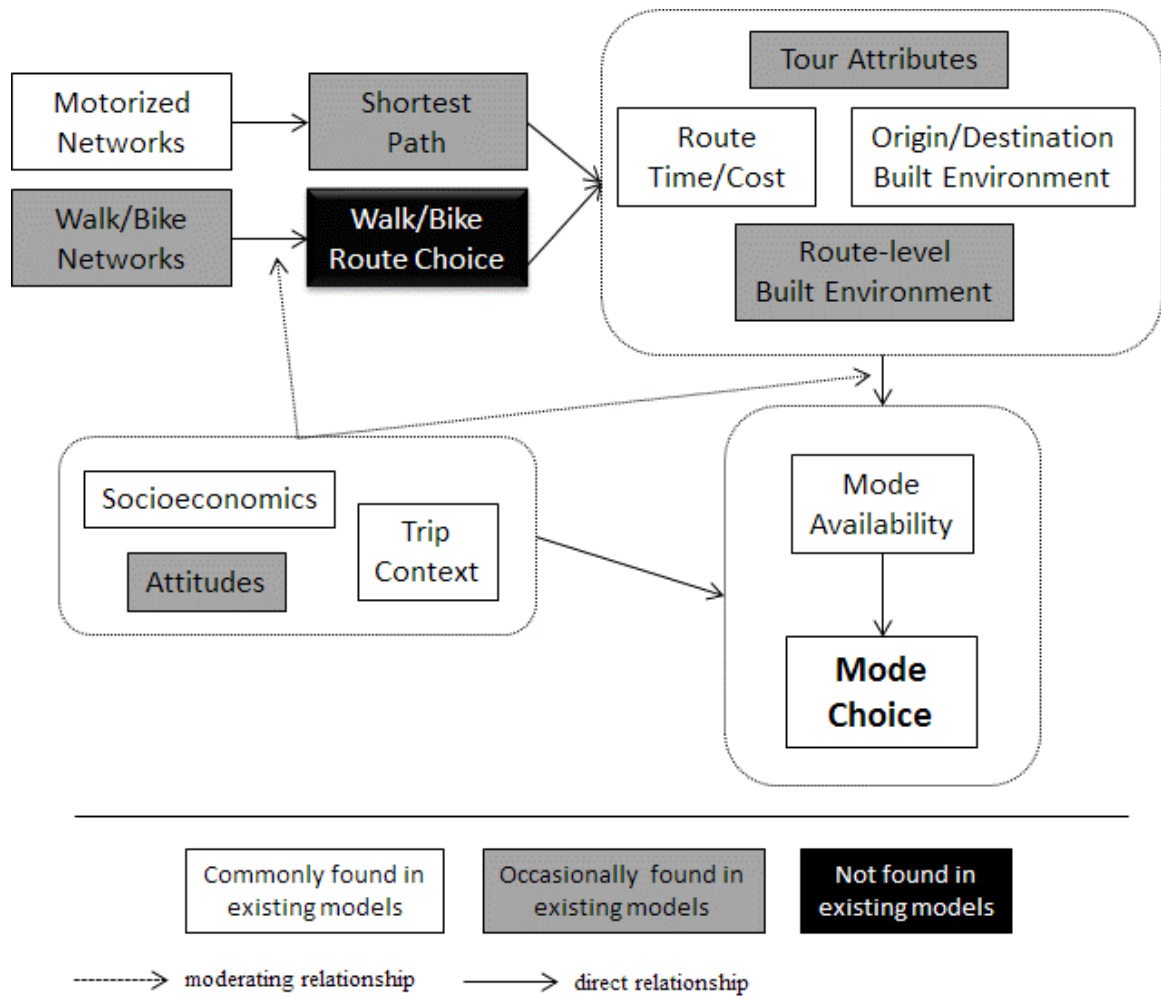 Tour Attributes
Motorized
Networks
Shortest
Path
Route
Time/Cost
Origin/Destination
Built Environment
Walk/Bike
Networks
Walk/Bike
Route Choice
Route-level
Built Environment
Socioeconomics
Attitudes
Trip
Context
Mode
Availability
Mode
Choice
Commonly found in
existing models
Occasionally found in
existing models
Not found in
existing models
moderating relationship
direct relationship